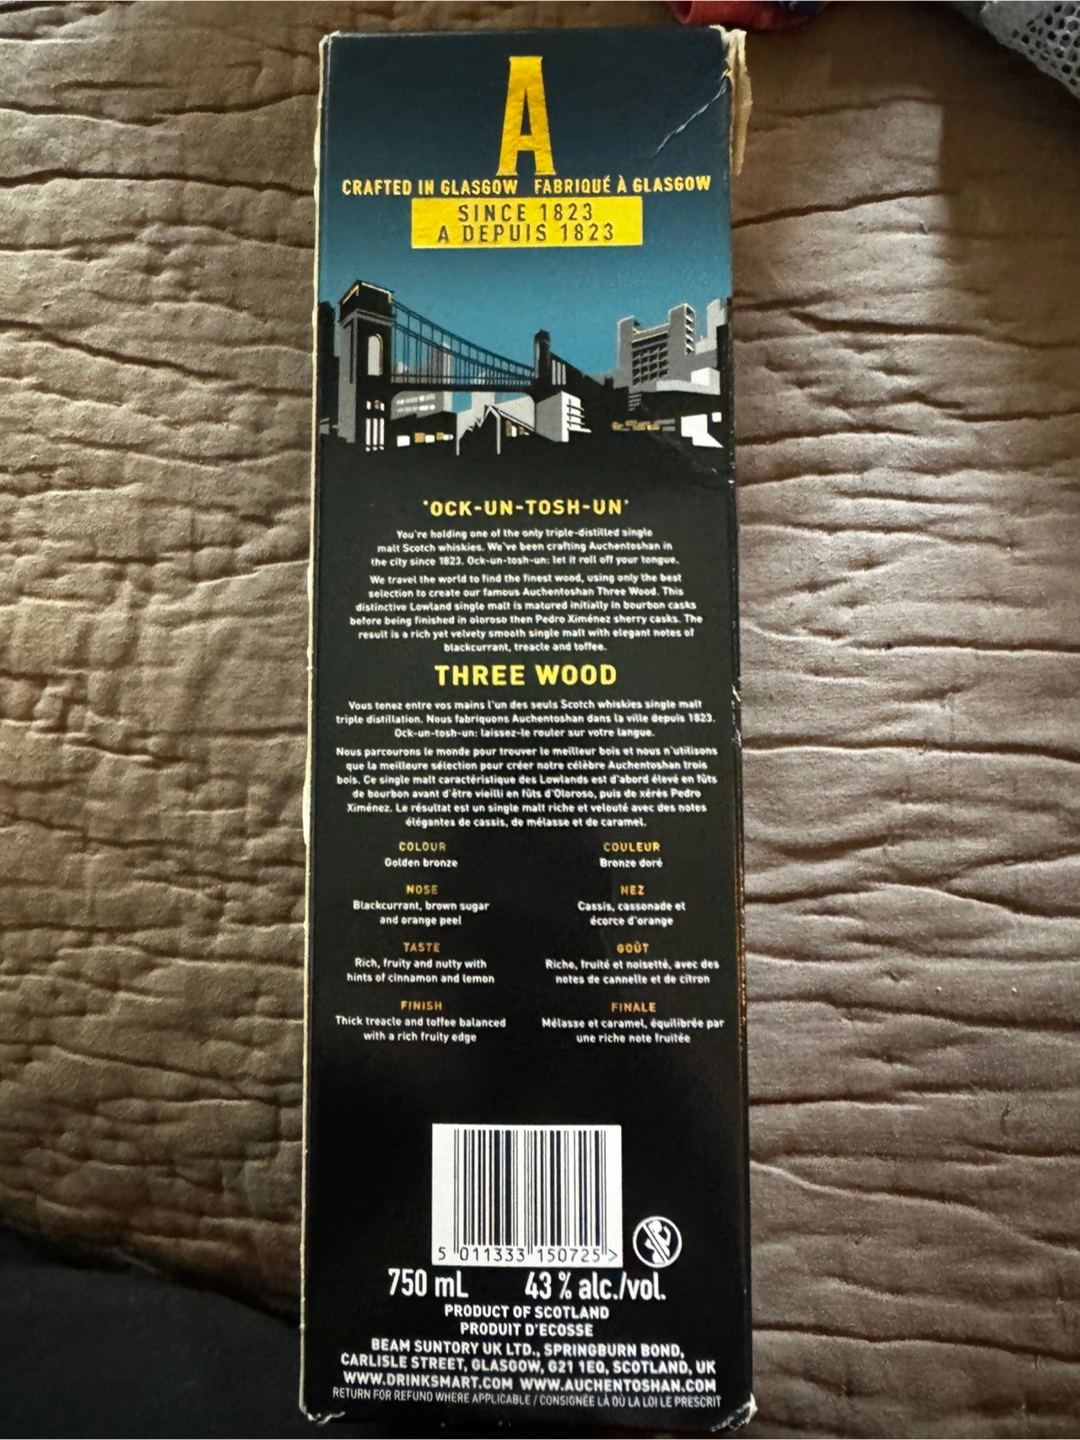 A
CRAFTED IN GLASGOW FABRIQUÉ À GLASGOW
SINCE 1823
A DEPUIS 1823
'OCK-UN-TOSH-UN'
You're holding one of the only triple-distilled single
malt Scotch whiskies. We've been crafting Auchentoshan in
the city since 1823. Ock-un-tosh-un: let it roll off your tongue.
We travel the world to find the finest wood, using only the best
selection to create our famous Auchentoshan Three Wood. This
distinctive Lowland single malt is matured initially in bourbon casks
before being finished in oloroso then Pedro Ximénez sherry casks. The
result is a rich yet velvety smooth single malt with elegant notes of
blackcurrant, treacle and toffee.
THREE WOOD
Vous tenez entre vos mains l'un des seuls Scotch whiskies single malt
triple distillation. Nous fabriquons Auchentoshan dans la ville depuis 1823.
Ock-un-tosh-un: laissez-le rouler sur votre langue.
Nous parcourons le monde pour trouver le meilleur bois et nous n'utilisons
que la meilleure sélection pour créer notre célèbre Auchentoshan trois
bois. Ce single malt caractéristique des Lowlands est d'abord élevé en fûts
de bourbon avant d'être vieilli en fûts d'Oloroso, puis de xérès Pedro
Ximénez. Le résultat est un single malt riche et velouté avec des notes
élégantes de cassis, de mélasse et de caramel.
COLOUR
Golden bronze
NOSE
Blackcurrant, brown sugar
and orange peel
TASTE
Rich, fruity and nutty with
hints of cinnamon and lemon
FINISH
Thick treacle and toffee balanced
with a rich fruity edge
COULEUR
Bronze doré
NEZ
Cassis, cassonade et
écorce d'orange
GOÛT
Riche, fruité et noisetté, avec des
notes de cannelle et de citron
FINALE
Mélasse et caramel, équilibrée par
une riche note fruitée
5 011333 150725 >
750 mL 43 % alc./vol.
PRODUCT OF SCOTLAND
PRODUIT D'ECOSSE
BEAM SUNTORY UK LTD., SPRINGBURN BOND,
CARLISLE STREET, GLASGOW, G21 1EQ, SCOTLAND, UK
WWW.DRINKSMART.COM WWW.AUCHENTOSHAN.COM
RETURN FOR REFUND WHERE APPLICABLE / CONSIGNÉE LÀ OÙ LA LOI LE PRESCRIT